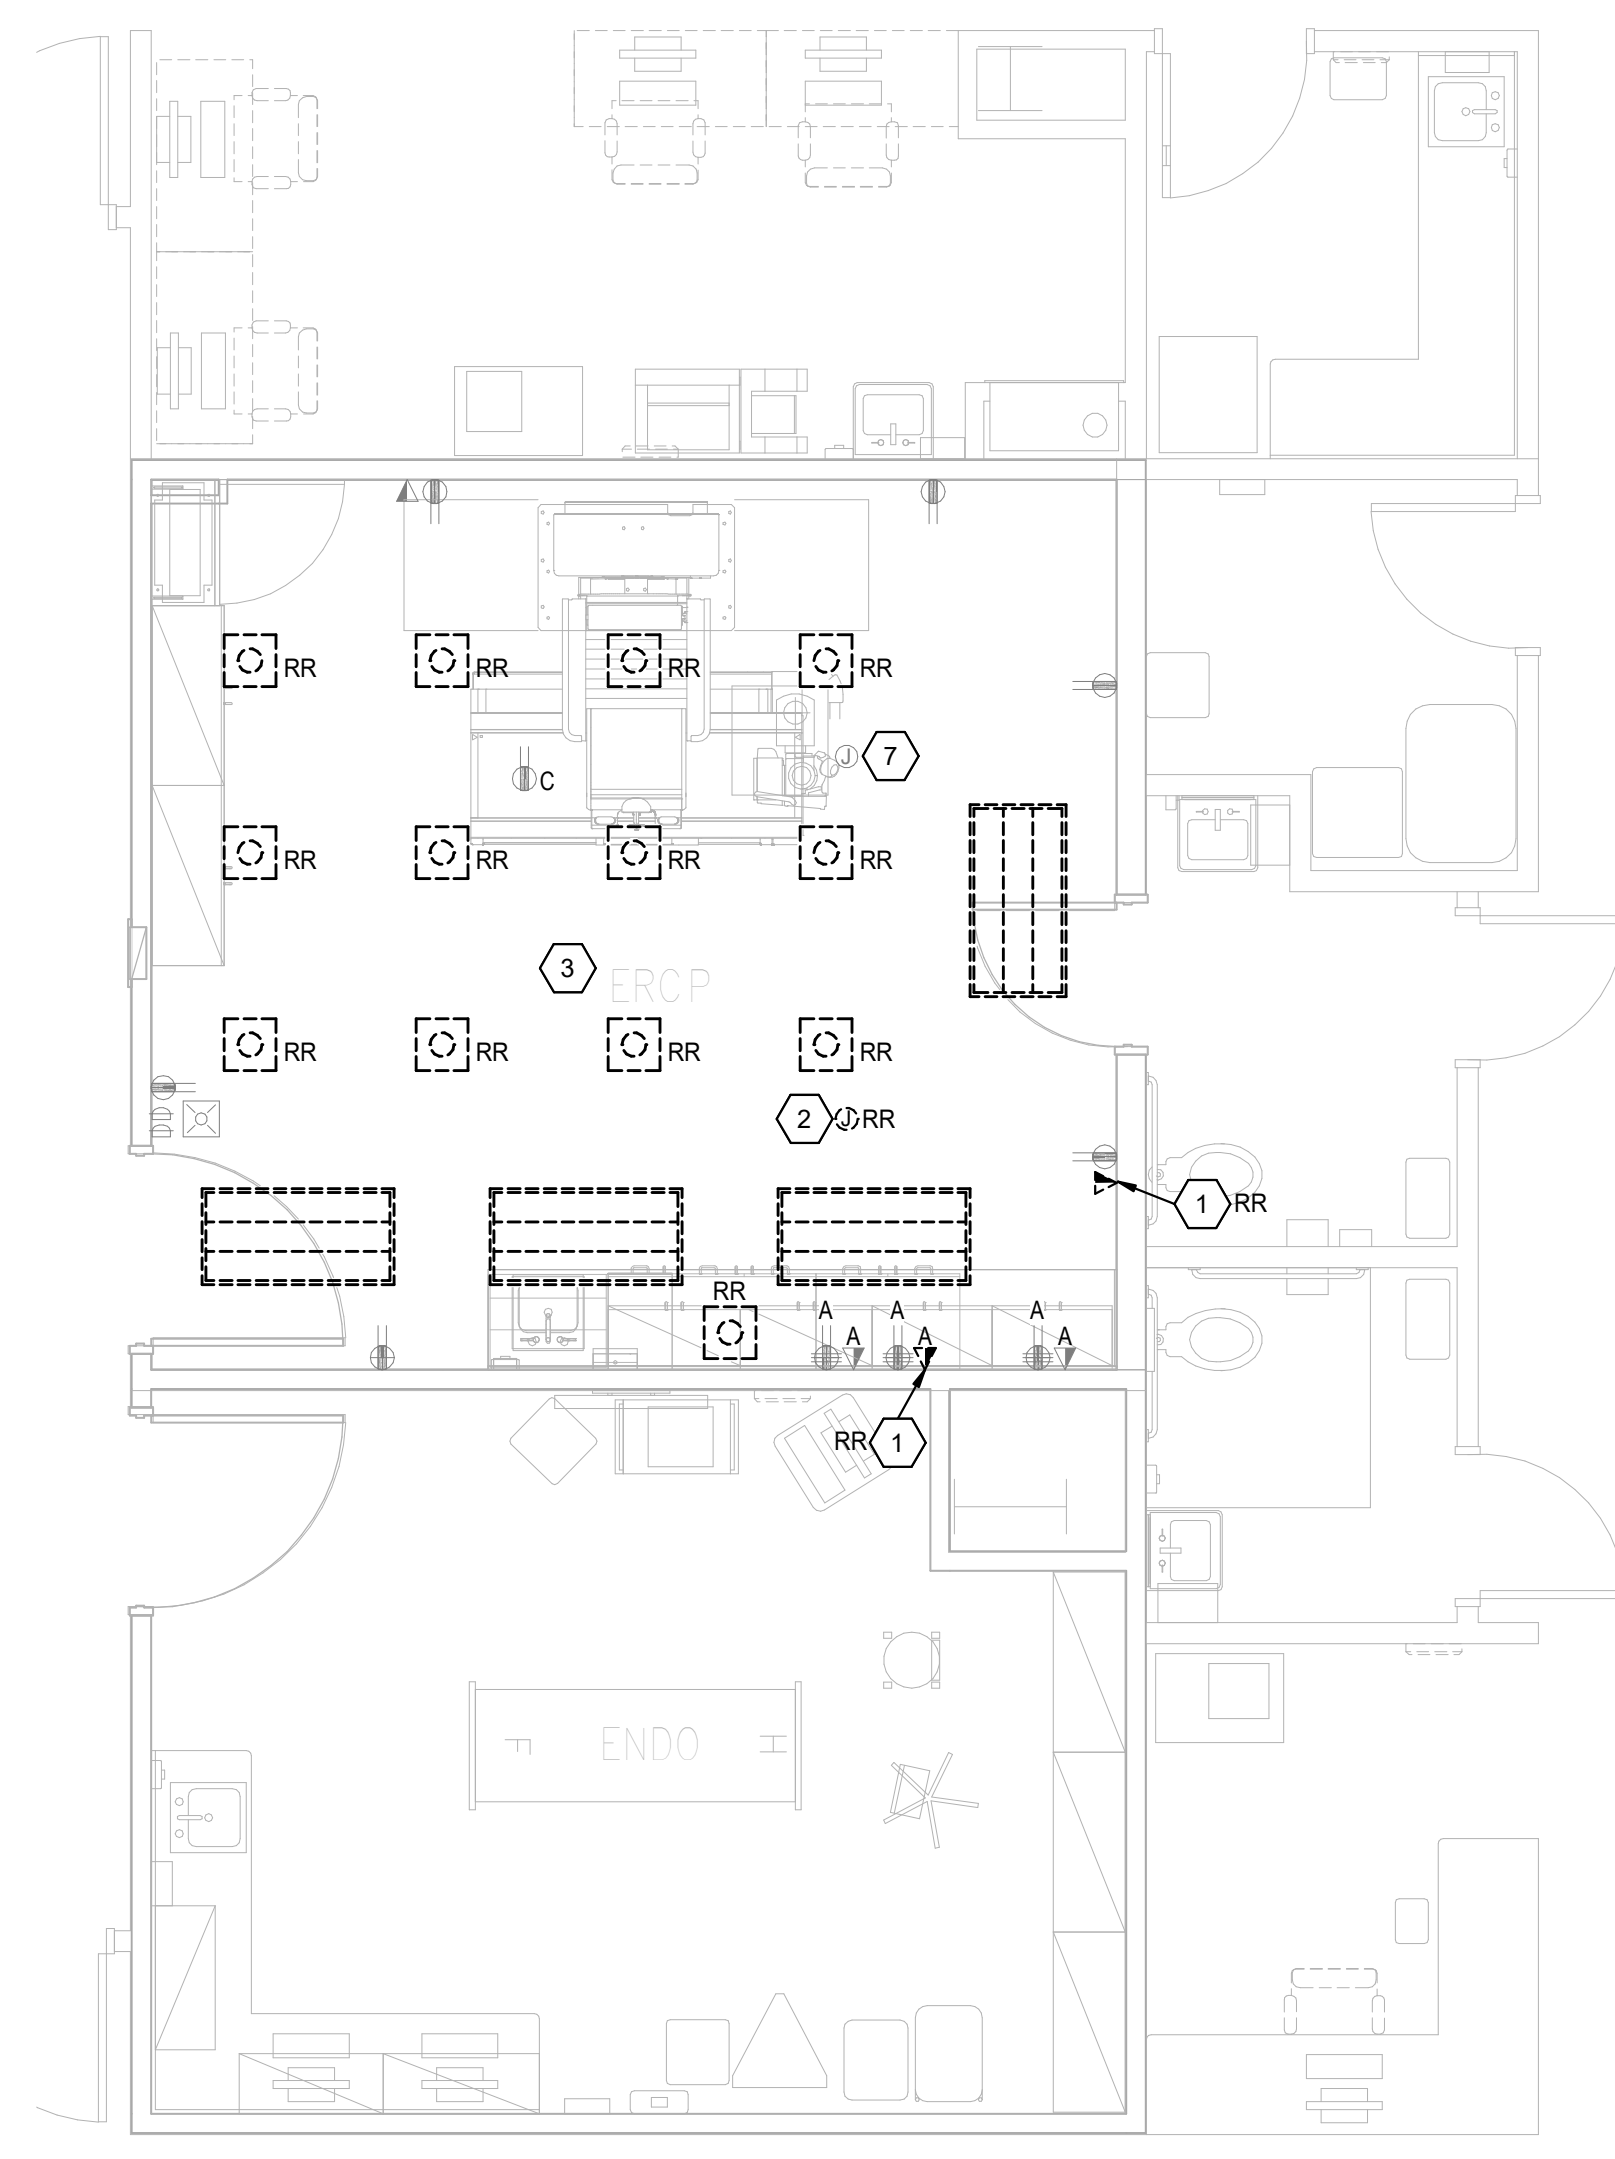 RR RR RR RR
J 7
C
RR RR RR RR
3 ERCP
RR RR RR RR
2 J RR
1 RR
RR
A A A
A A A
RR 1
F ENDO H